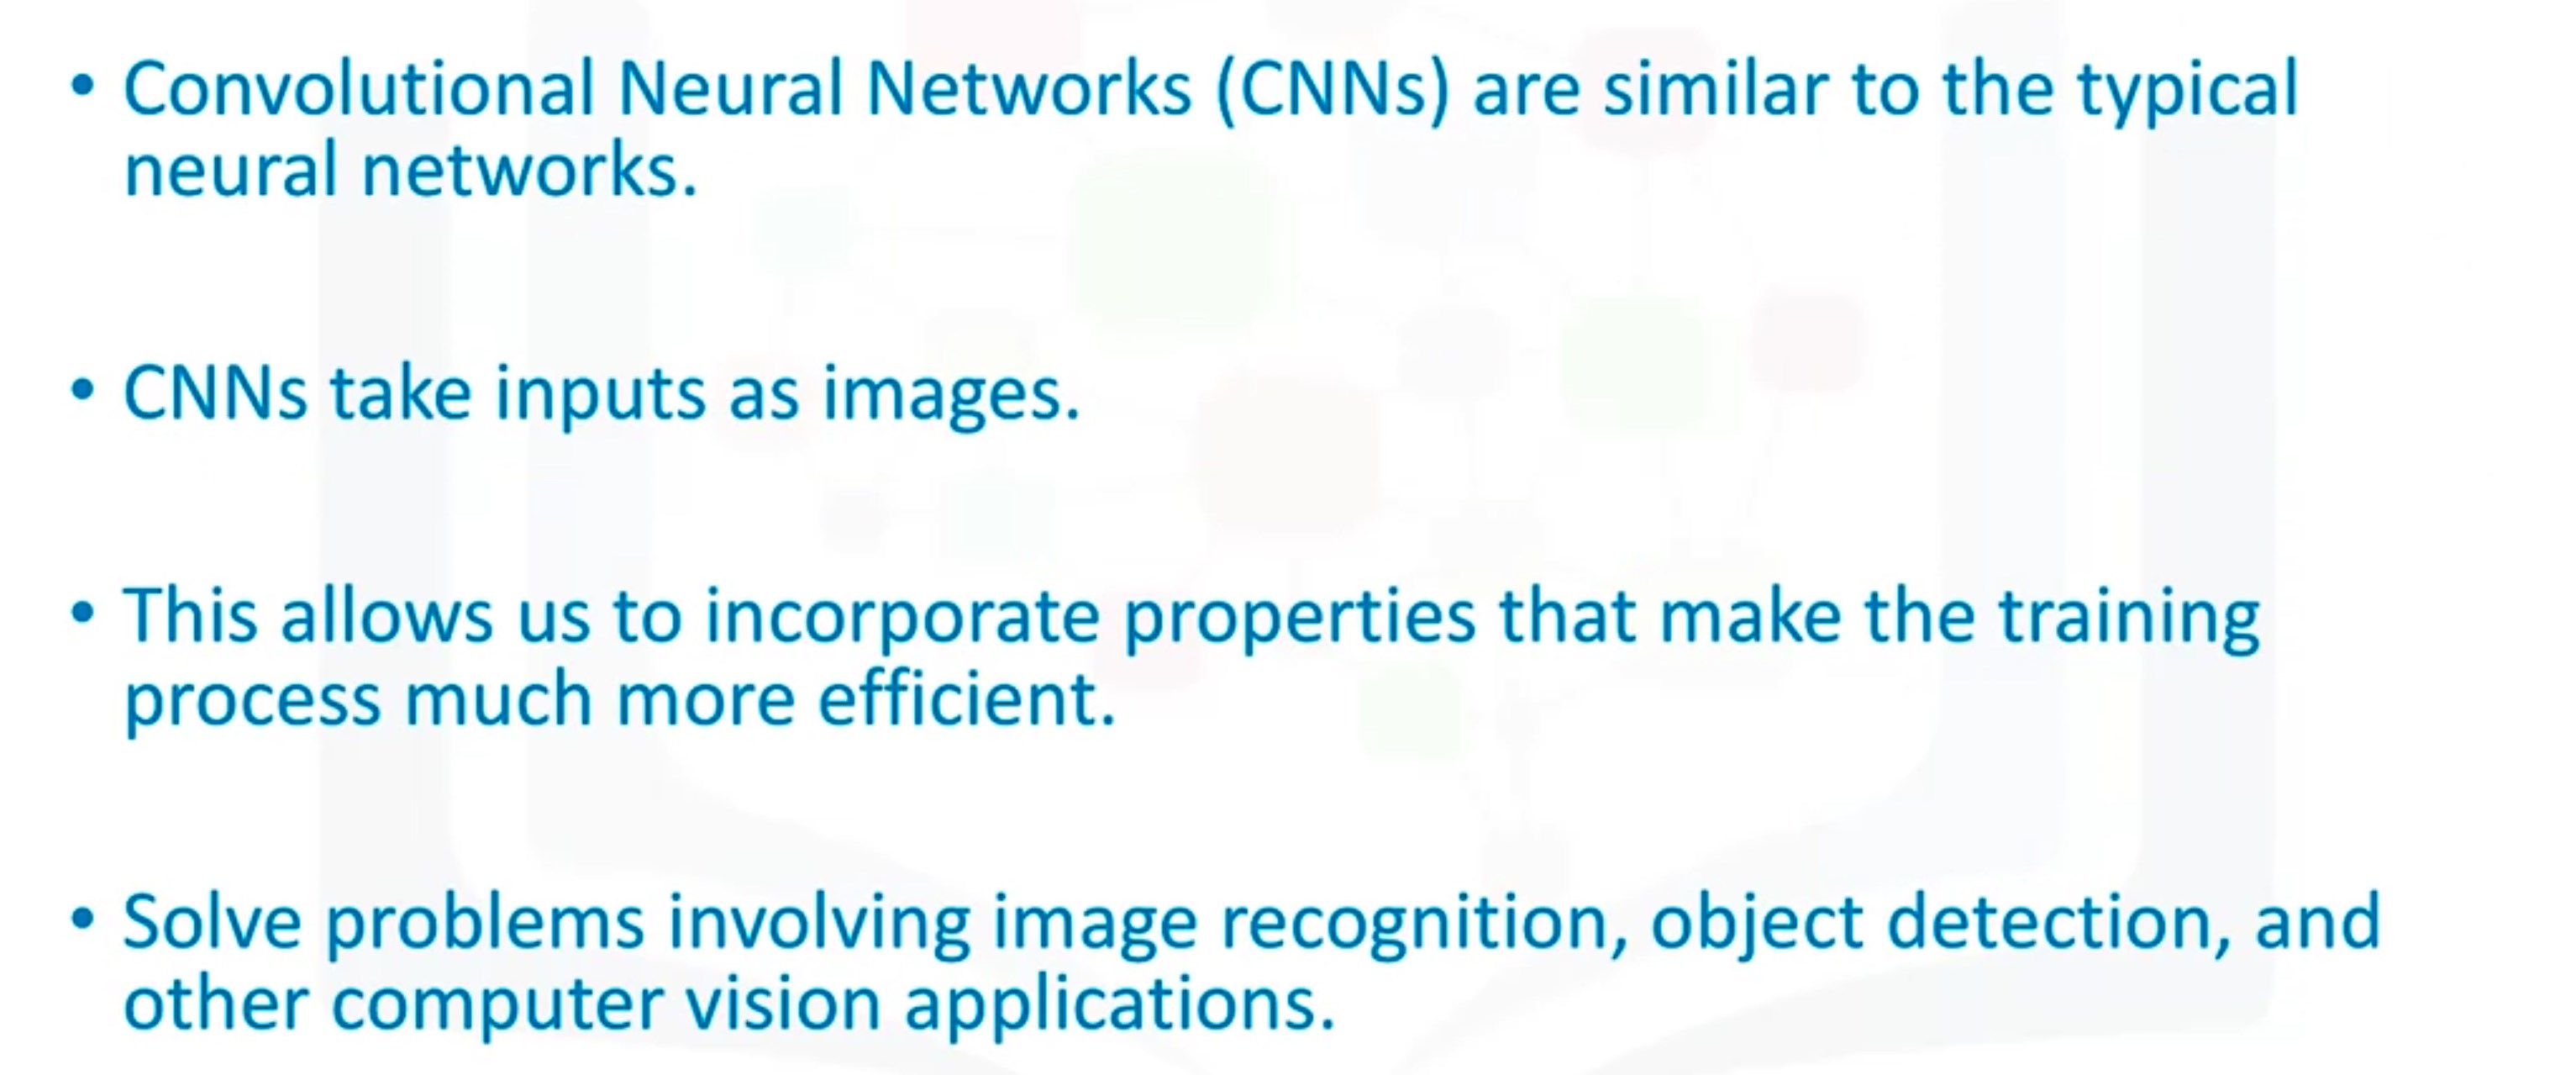 • Convolutional Neural Networks (CNNs) are similar to the typical
neural networks.
• CNNs take inputs as images.
• This allows us to incorporate properties that make the training
process much more efficient.
• Solve problems involving image recognition, object detection, and
other computer vision applications.